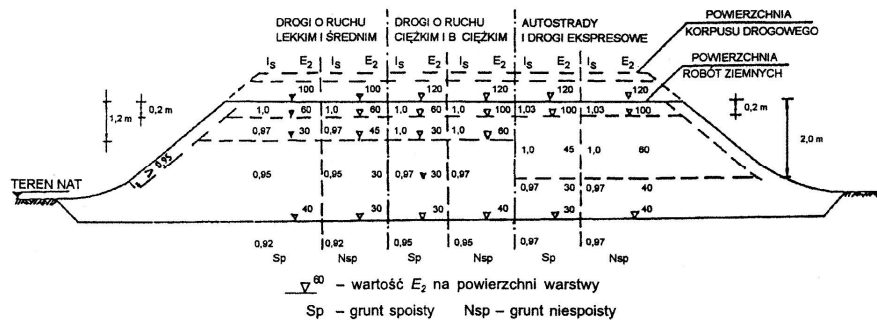 DROGI O RUCHU
LEKKIM I ŚREDNIM
DROGI O RUCHU
CIĘŻKIM I B CIĘŻKIM
AUTOSTRADY
I DROGI EKSPRESOWE
POWIERZCHNIA
KORPUSU DROGOWEGO
POWIERZCHNIA
ROBÓT ZIEMNYCH
IS E2 IS E2 IS E2 IS E2 IS E2 IS E2
100 100 120 120 120 120
1,2 m 0,2 m 1,0 60 1,0 60 1,0 60 1,0 60 1,03 100 1,03 100 0,2 m
0,97 30 0,97 45 1,0 30 1,0 60
2,0 m
1,0 45 1,0 60
IS ≥ 0,95
0,95 0,95 30 0,97 30 0,97
0,97 30 0,97 40
TEREN NAT
40 30 30 30 30 40
0,92 0,92 0,95 0,95 0,97 0,97
Sp Nsp Sp Nsp Sp Nsp
60 – wartość E2 na powierzchni warstwy
Sp – grunt spoisty Nsp – grunt niespoisty